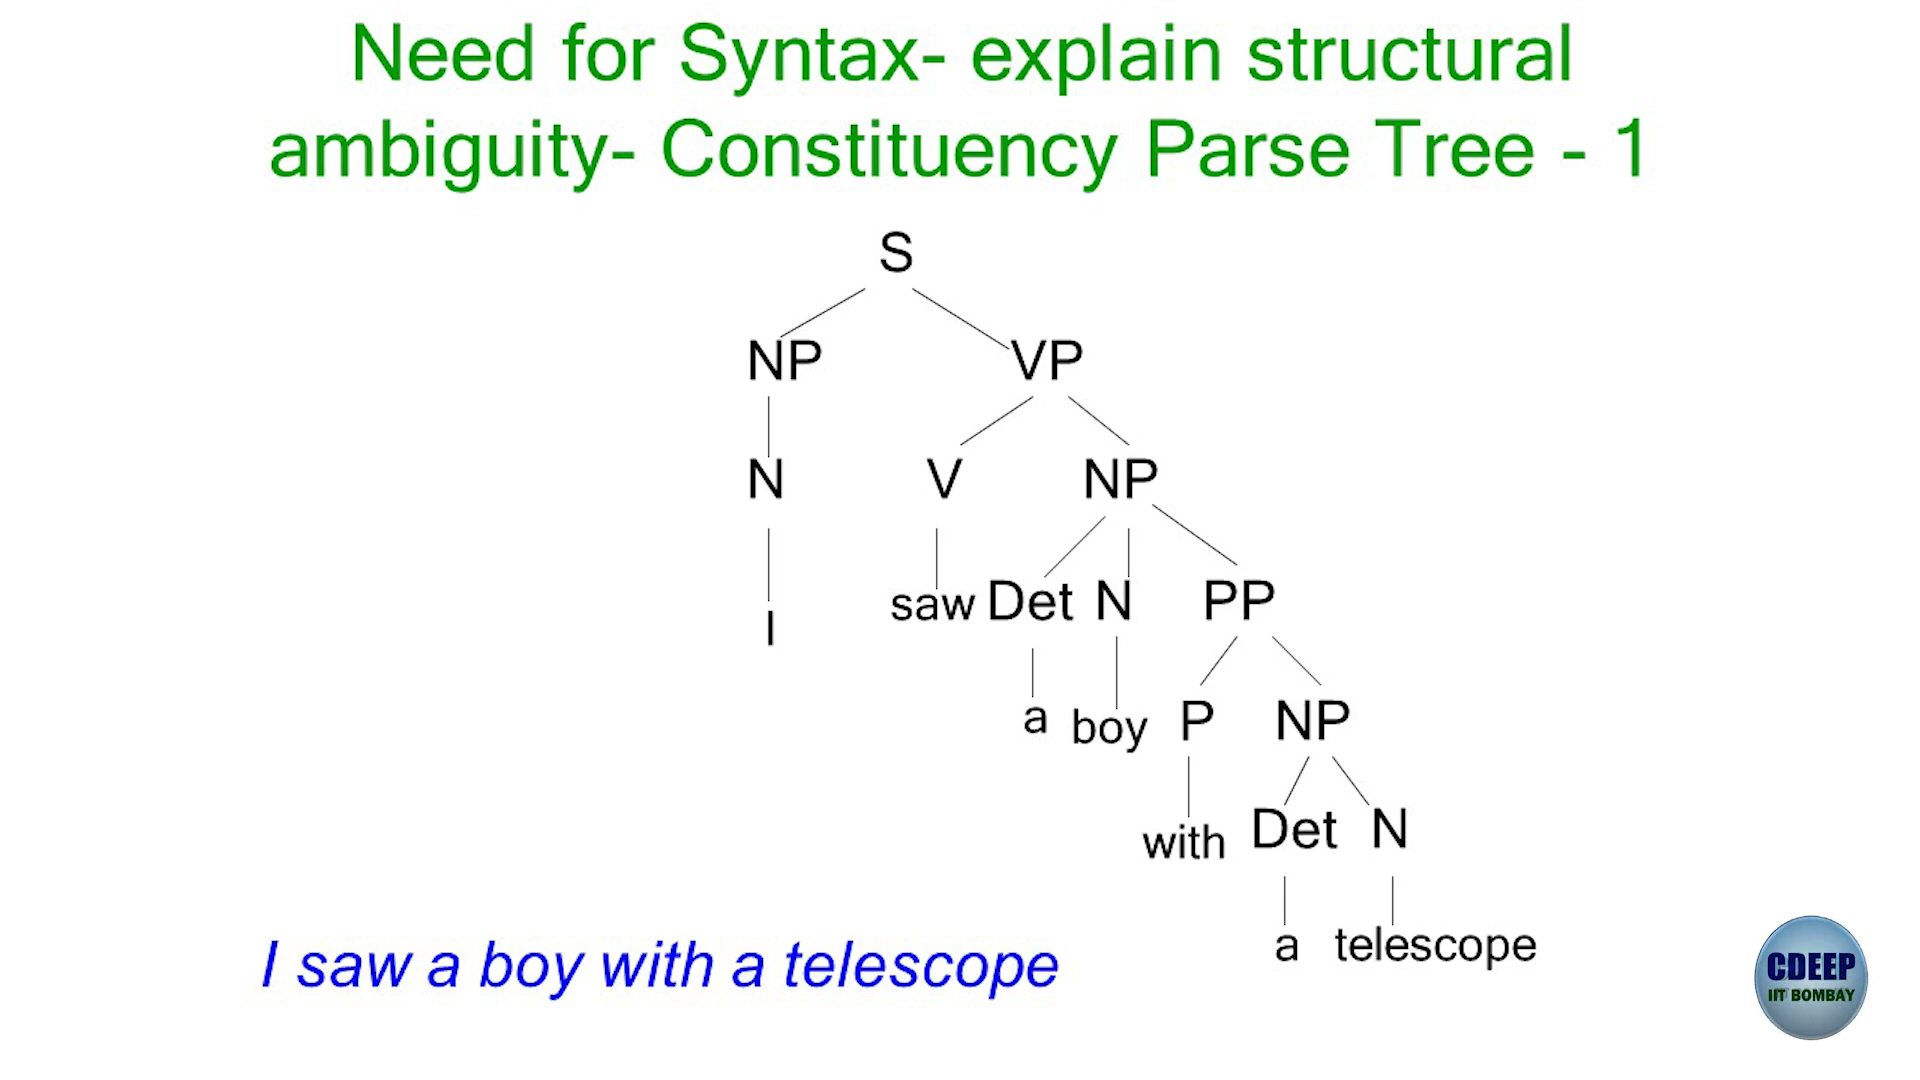 Need for Syntax- explain structural
ambiguity- Constituency Parse Tree - 1
S
NP VP
N V NP
I saw Det N PP
a boy P NP
with Det N
a telescope
I saw a boy with a telescope
CDEEP
IIT BOMBAY